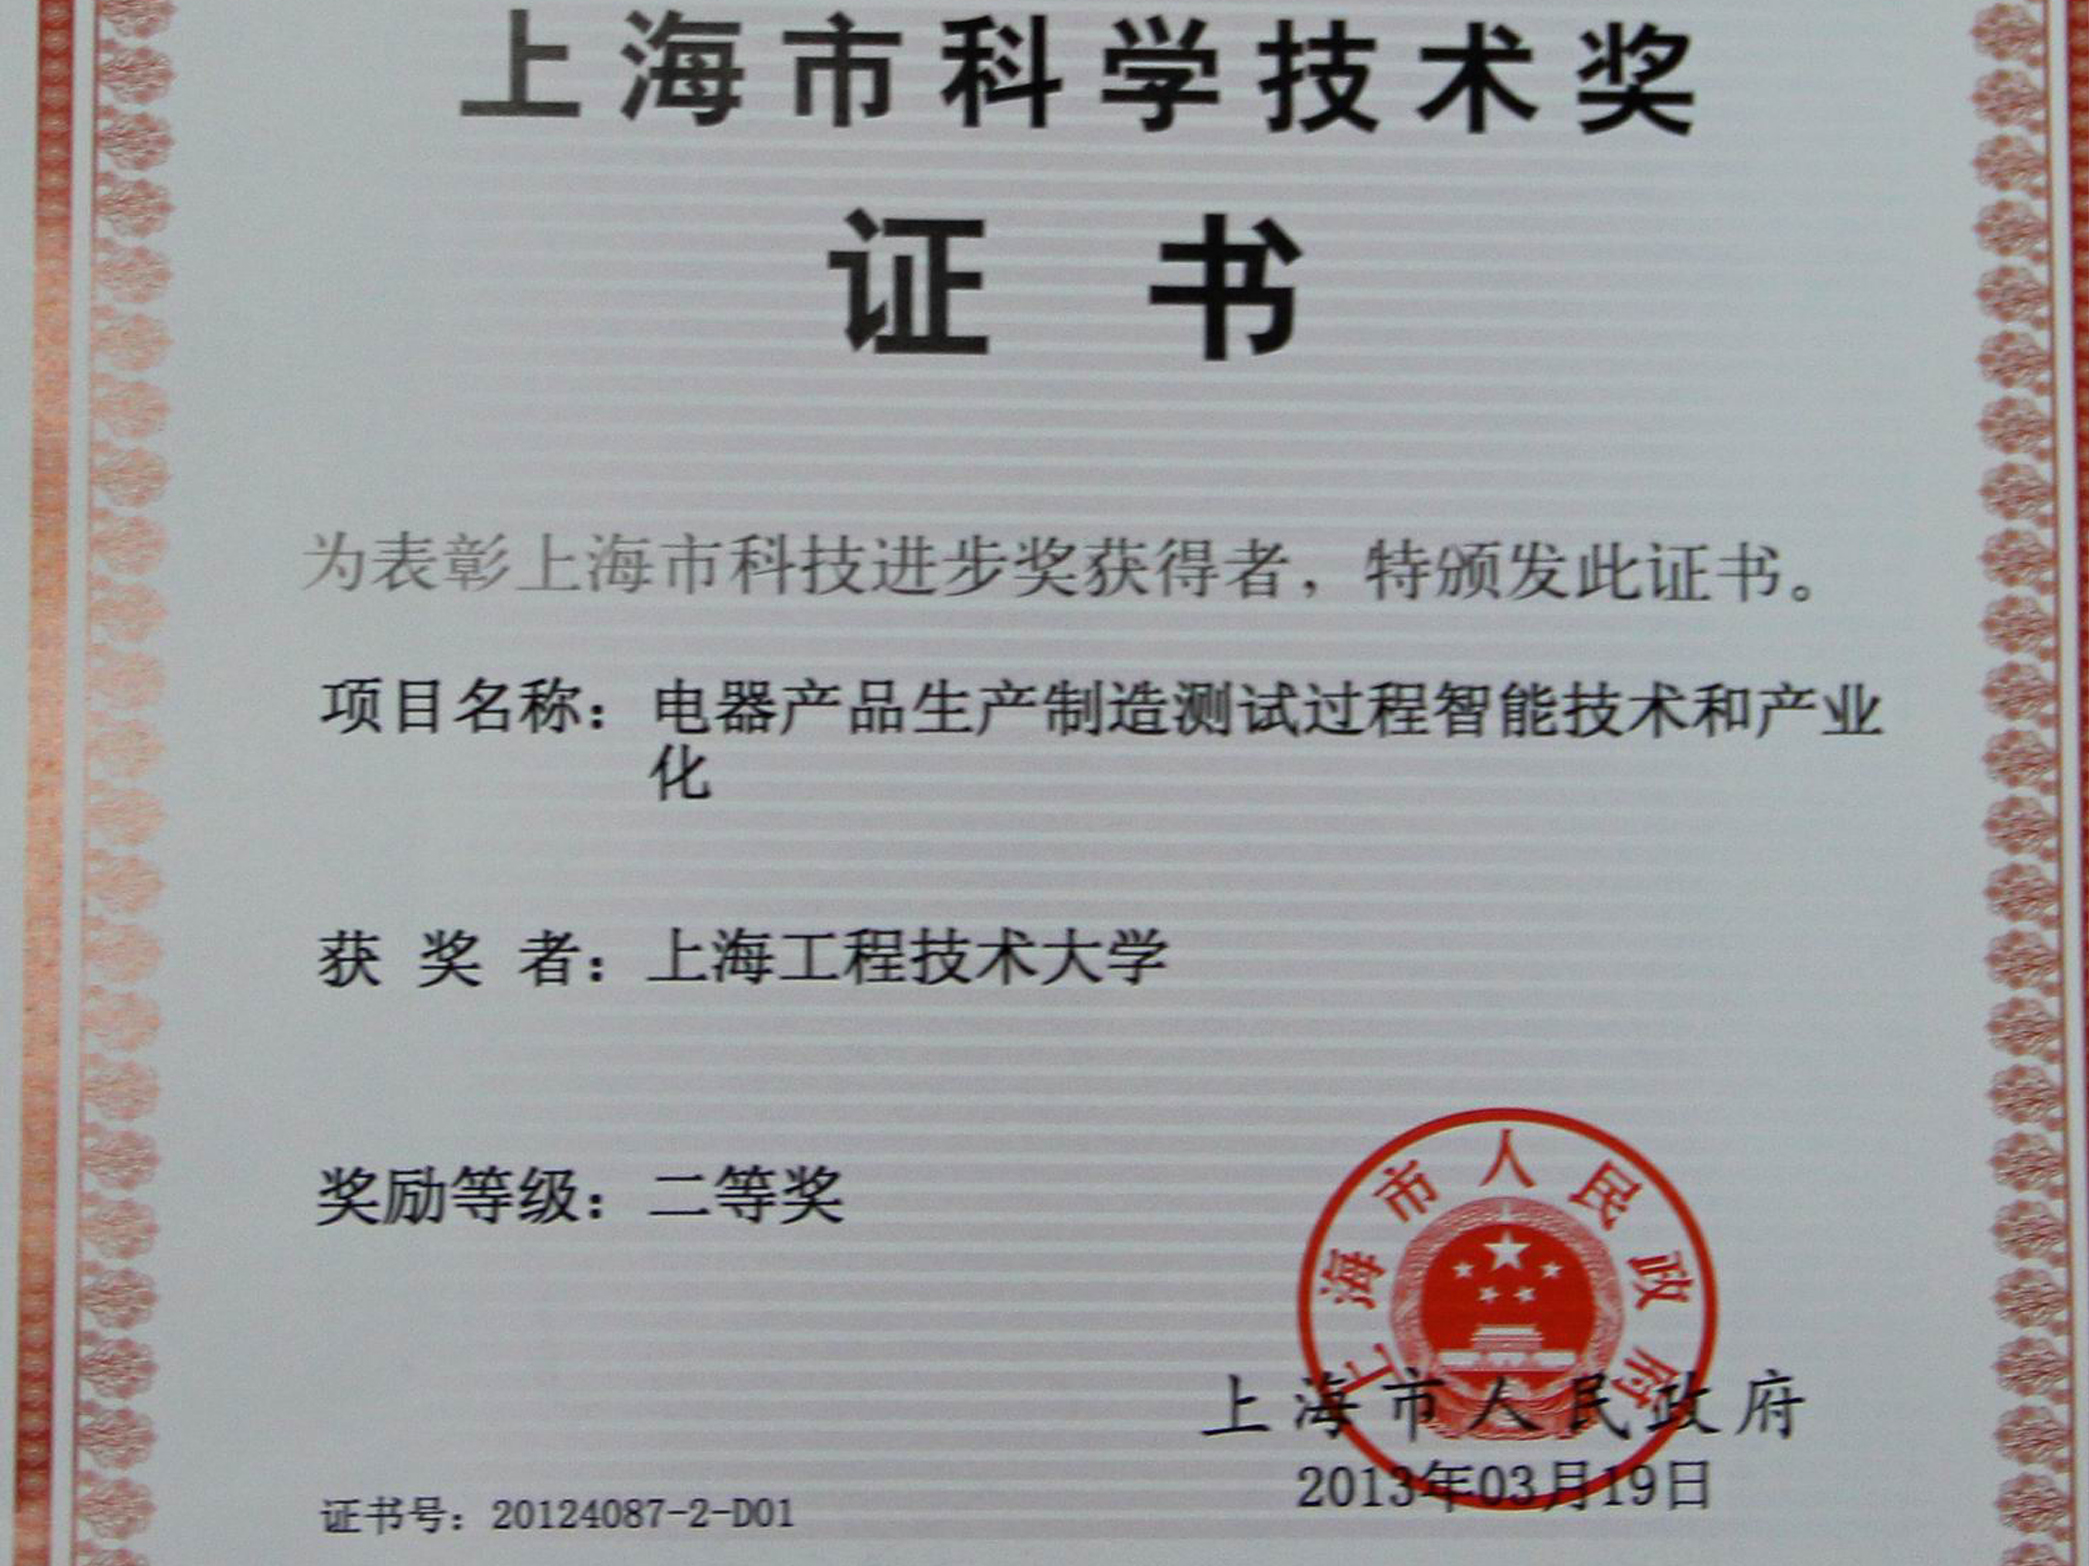 上海市科学技术奖
证书
为表彰上海市科技进步奖获得者，特颁发此证书。
项目名称：电器产品生产制造测试过程智能技术和产业
化
获奖者：上海工程技术大学
奖励等级：二等奖
上海市人民政府
上海市人民政府
2013年03月19日
证书号：20124087-2-D01